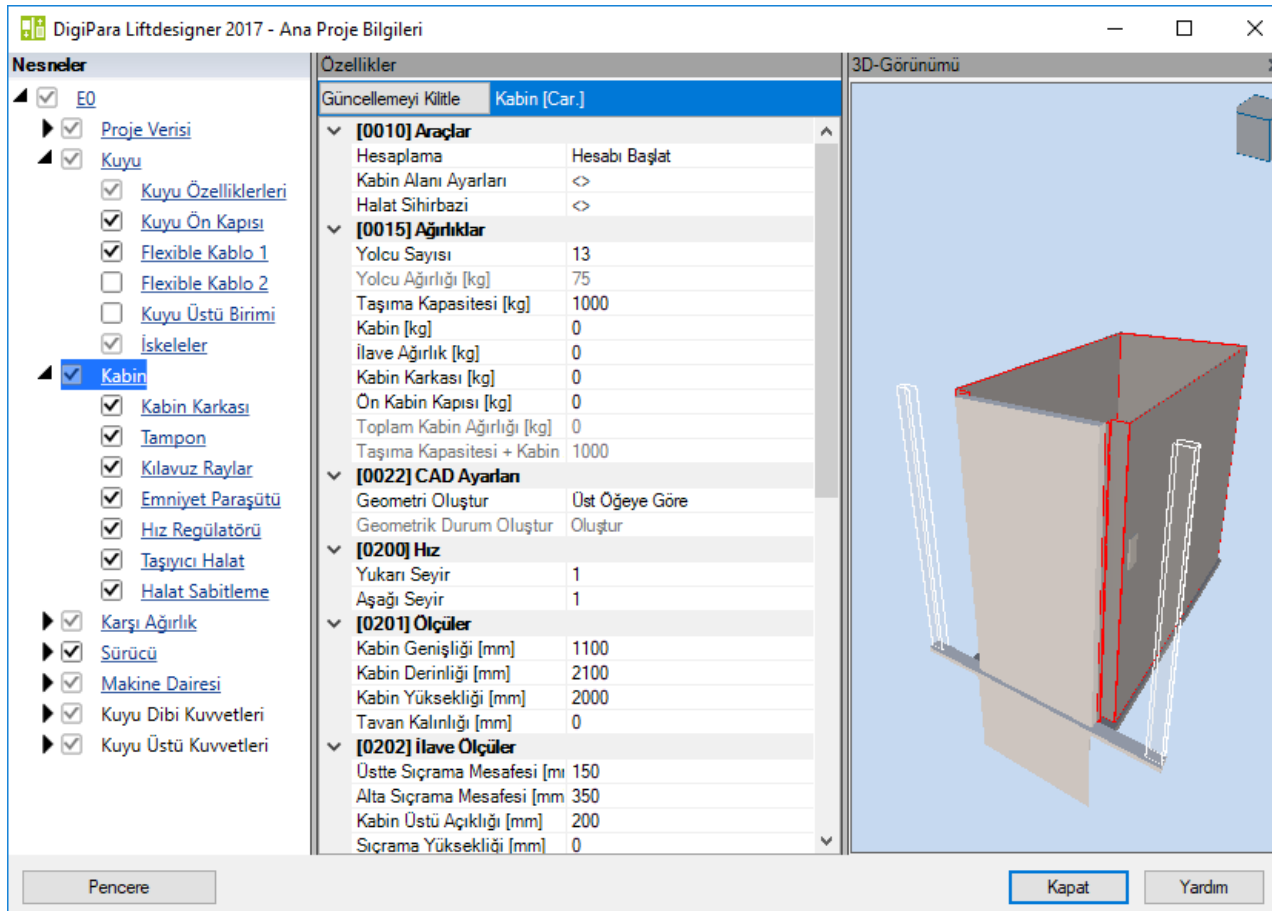 DigiPara Liftdesigner 2017 - Ana Proje Bilgileri
Nesneler
E0
Proje Verisi
Kuyu
Kuyu Özelliklerleri
Kuyu Ön Kapısı
Flexible Kablo 1
Flexible Kablo 2
Kuyu Üstü Birimi
İskeleler
Kabin
Kabin Karkası
Tampon
Kılavuz Raylar
Emniyet Paraşütü
Hız Regülatörü
Taşıyıcı Halat
Halat Sabitleme
Karşı Ağırlık
Sürücü
Makine Dairesi
Kuyu Dibi Kuvvetleri
Kuyu Üstü Kuvvetleri
Özellikler
Güncellemeyi Kilitle Kabin [Car.]
[0010] Araçlar
Hesaplama Hesabı Başlat
Kabin Alanı Ayarları <>
Halat Sihirbazi <>
[0015] Ağırlıklar
Yolcu Sayısı 13
Yolcu Ağırlığı [kg] 75
Taşıma Kapasitesi [kg] 1000
Kabin [kg] 0
İlave Ağırlık [kg] 0
Kabin Karkası [kg] 0
Ön Kabin Kapısı [kg] 0
Toplam Kabin Ağırlığı [kg] 0
Taşıma Kapasitesi + Kabin 1000
[0022] CAD Ayarları
Geometri Oluştur Üst Öğeye Göre
Geometrik Durum Oluştur Oluştur
[0200] Hız
Yukarı Seyir 1
Aşağı Seyir 1
[0201] Ölçüler
Kabin Genişliği [mm] 1100
Kabin Derinliği [mm] 2100
Kabin Yüksekliği [mm] 2000
Tavan Kalınlığı [mm] 0
[0202] İlave Ölçüler
Üstte Sıçrama Mesafesi [mı 150
Alta Sıçrama Mesafesi [mm 350
Kabin Üstü Açıklığı [mm] 200
Sıçrama Yüksekliği [mm] 0
3D-Görünümü
Pencere
Kapat
Yardım